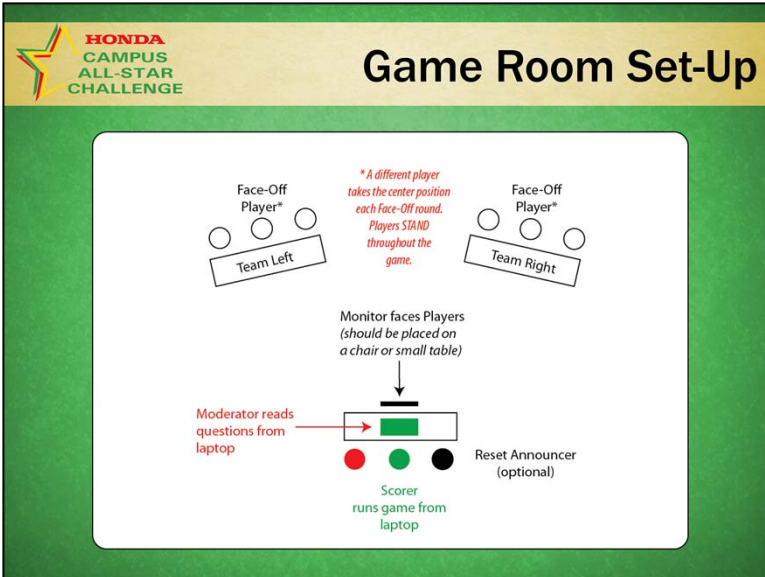 HONDA
CAMPUS
ALL-STAR
CHALLENGE
Game Room Set-Up
Face-Off
Player*
Team Left
* A different player
takes the center position
each Face-Off round.
Players STAND
throughout the
game.
Face-Off
Player*
Team Right
Monitor faces Players
(should be placed on
a chair or small table)
Moderator reads
questions from
laptop
Reset Announcer
(optional)
Scorer
runs game from
laptop